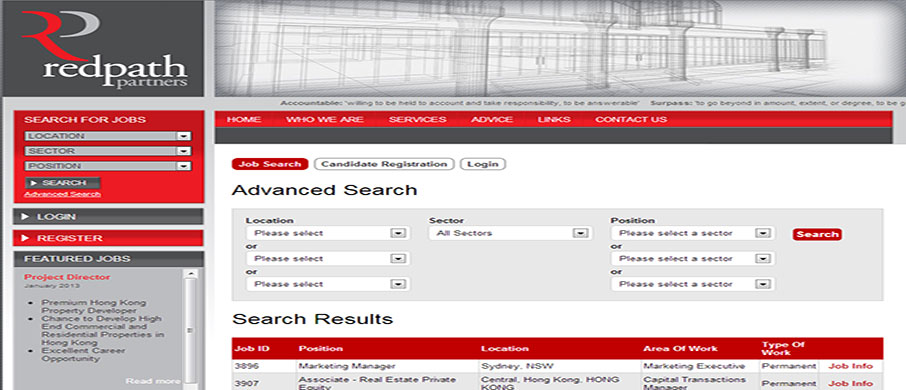 redpath
partners
Accountable: 'willing to be held to account and take responsibility, to be answerable' Surpass: 'to go beyond in amount, extent, or degree, to be g
HOME WHO WE ARE SERVICES ADVICE LINKS CONTACT US
SEARCH FOR JOBS
LOCATION
SECTOR
POSITION
SEARCH
Advanced Search
LOGIN
REGISTER
FEATURED JOBS
Project Director
January 2013
Premium Hong Kong
Property Developer
Chance to Develop High
End Commercial and
Residential Properties in
Hong Kong
Excellent Career
Opportunity
Read more
Job Search Candidate Registration Login
Advanced Search
Location Sector Position
Please select All Sectors Please select a sector Search
or or
Please select Please select a sector
or or
Please select Please select a sector
Search Results
Job ID Position Location Area Of Work Type Of
Work
3896 Marketing Manager Sydney, NSW Marketing Executive Permanent Job Info
3907 Associate - Real Estate Private
Equity Central, Hong Kong, HONG
KONG Capital Transactions
Manager Permanent Job Info